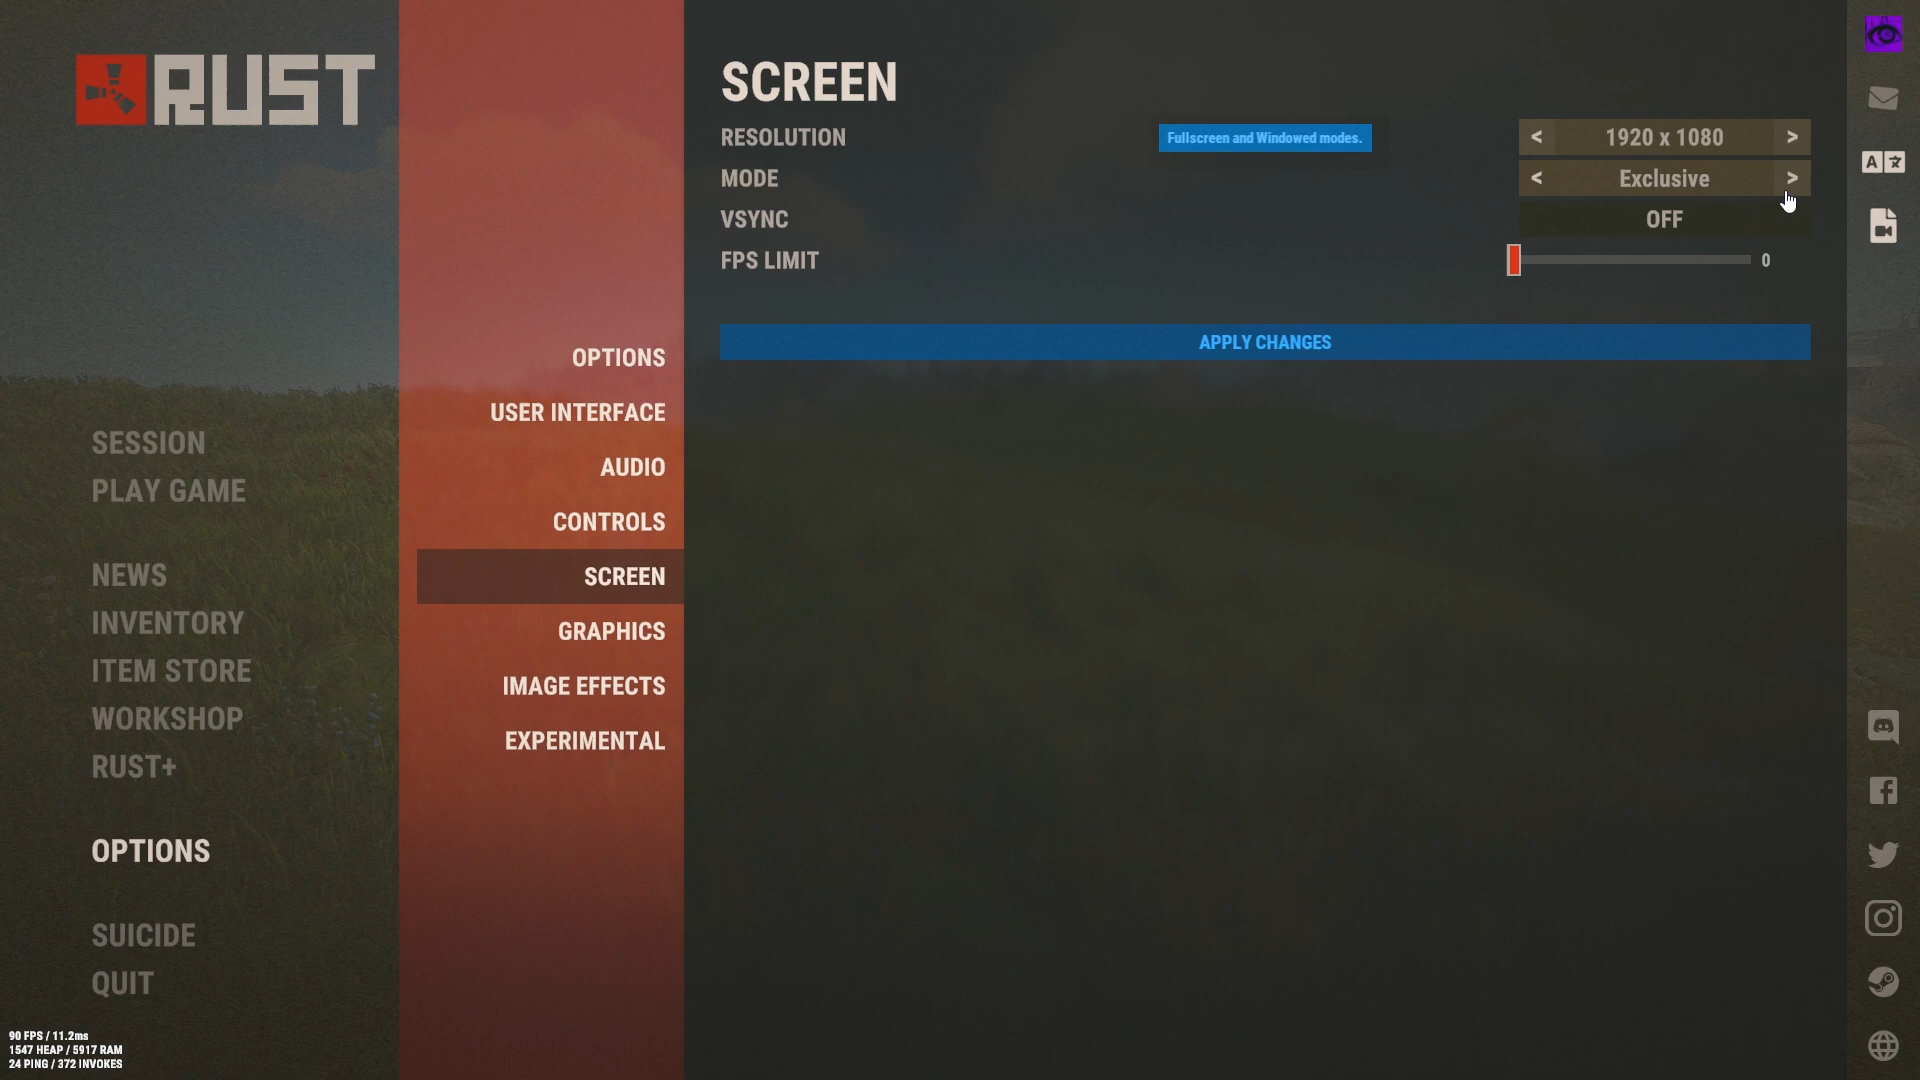 RUST
SESSION
PLAY GAME
NEWS
INVENTORY
ITEM STORE
WORKSHOP
RUST+
OPTIONS
SUICIDE
QUIT
90 FPS / 11.2ms
1547 HEAP / 5917 RAM
24 PING / 372 INVOKES
OPTIONS
USER INTERFACE
AUDIO
CONTROLS
SCREEN
GRAPHICS
IMAGE EFFECTS
EXPERIMENTAL
SCREEN
RESOLUTION
Fullscreen and Windowed modes.
< 1920 x 1080 >
MODE
< Exclusive >
VSYNC
OFF
FPS LIMIT
0
APPLY CHANGES
A文